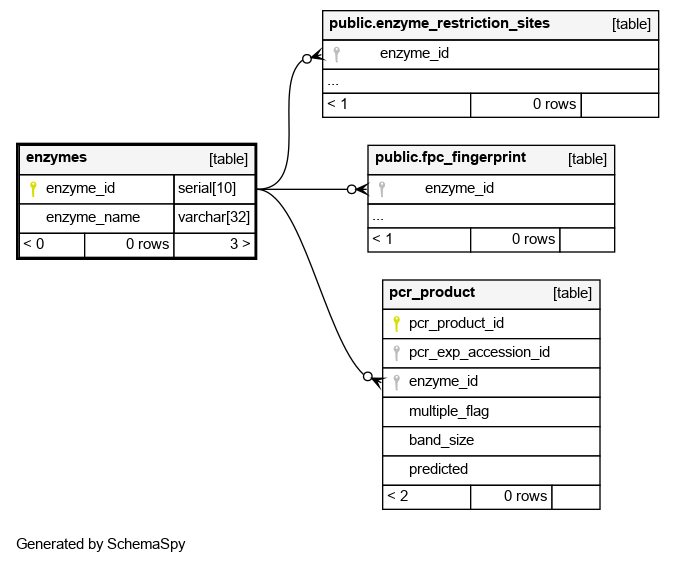 public.enzyme_restriction_sites [table]
enzyme_id
...
< 1 0 rows
enzymes [table]
enzyme_id serial[10]
enzyme_name varchar[32]
< 0 0 rows 3 >
public.fpc_fingerprint [table]
enzyme_id
...
< 1 0 rows
pcr_product [table]
pcr_product_id
pcr_exp_accession_id
enzyme_id
multiple_flag
band_size
predicted
< 2 0 rows
Generated by SchemaSpy